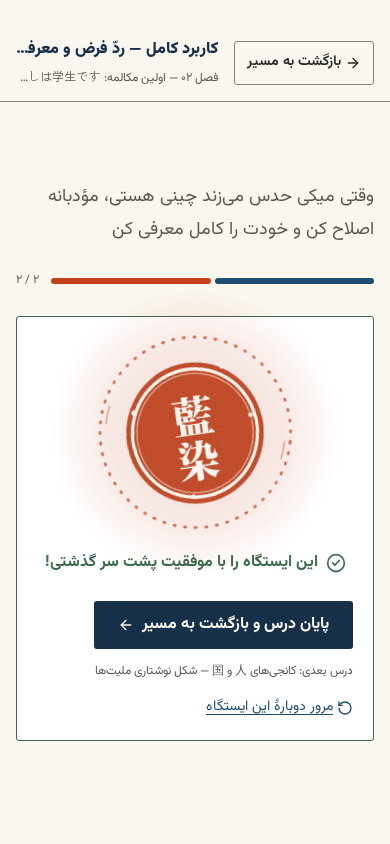 بازگشت به مسیر
کاربرد کامل — ردّ فرض و معرفـ...
فصل ۰۲ — اولین مکالمه: しは学生です...
وقتی میکی حدس می‌زند چینی هستی، مؤدبانه
اصلاح کن و خودت را کامل معرفی کن
۲ / ۲
藍染
این ایستگاه را با موفقیت پشت سر گذشتی!
پایان درس و بازگشت به مسیر
درس بعدی: کانجی‌های 人 و 国 — شکل نوشتاری ملیت‌ها
مرور دوبارهٔ این ایستگاه